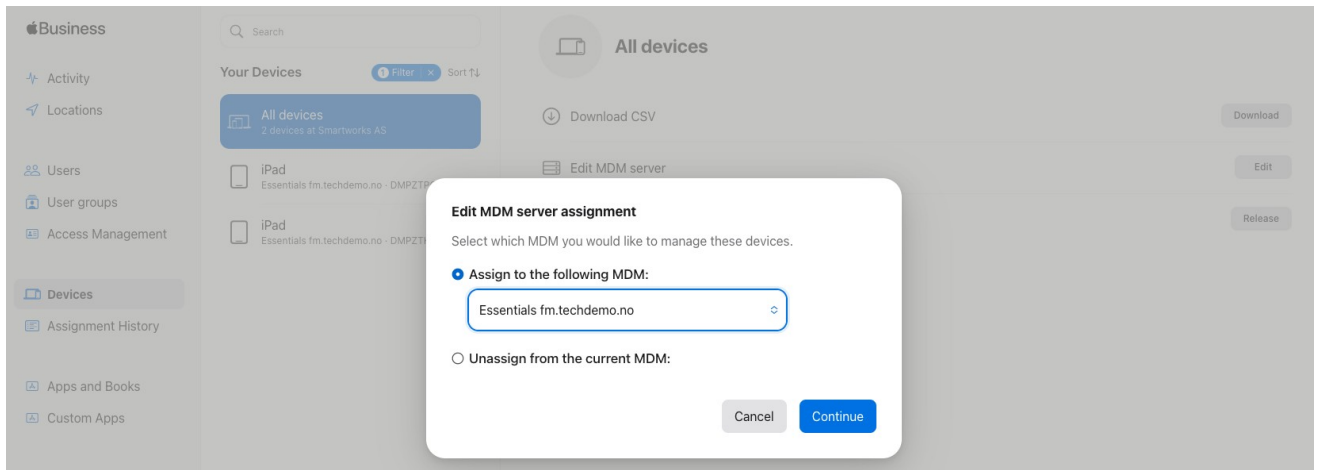 Business
Activity
Locations
Users
User groups
Access Management
Devices
Assignment History
Apps and Books
Custom Apps
Search
Your Devices
1 Filter × Sort ↑↓
All devices
2 devices at Smartworks AS
iPad
Essentials fm.techdemo.no · DMPZT
iPad
Essentials fm.techdemo.no · DMPZT
All devices
Download CSV
Download
Edit MDM server
Edit
Release
Edit MDM server assignment
Select which MDM you would like to manage these devices.
Assign to the following MDM:
Essentials fm.techdemo.no
Unassign from the current MDM:
Cancel
Continue